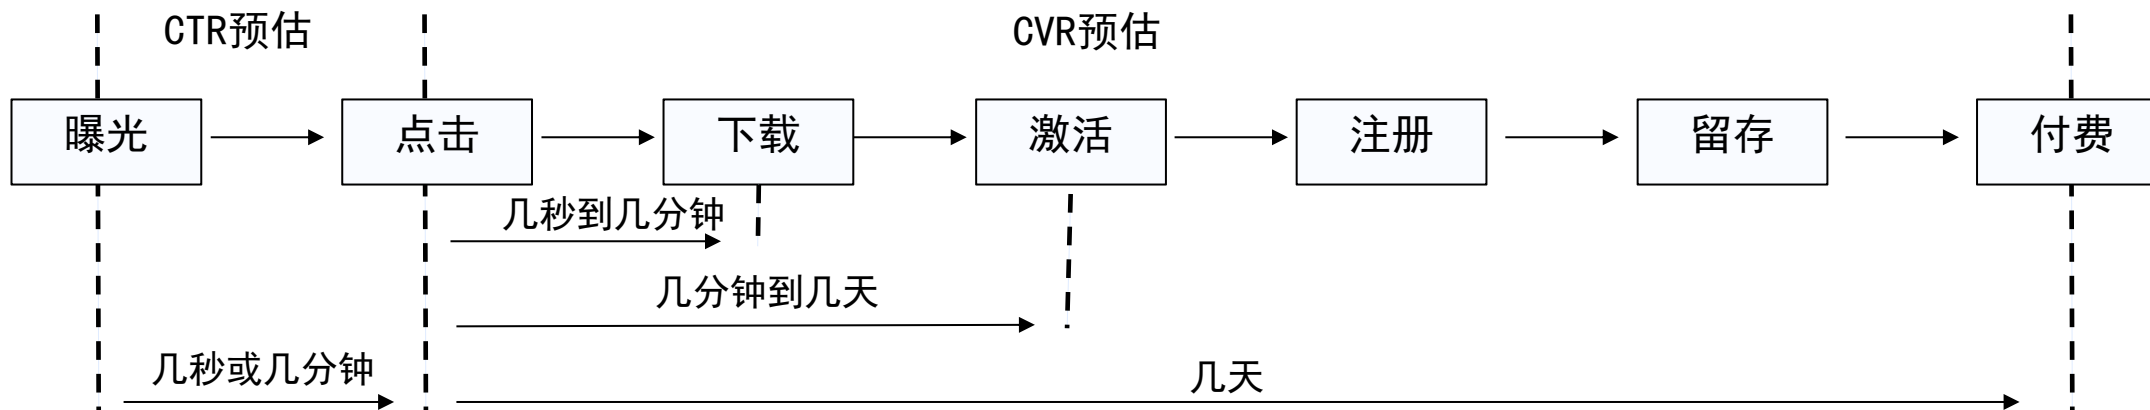 CTR预估
CVR预估
曝光
点击
下载
激活
注册
留存
付费
几秒到几分钟
几分钟到几天
几秒或几分钟
几天